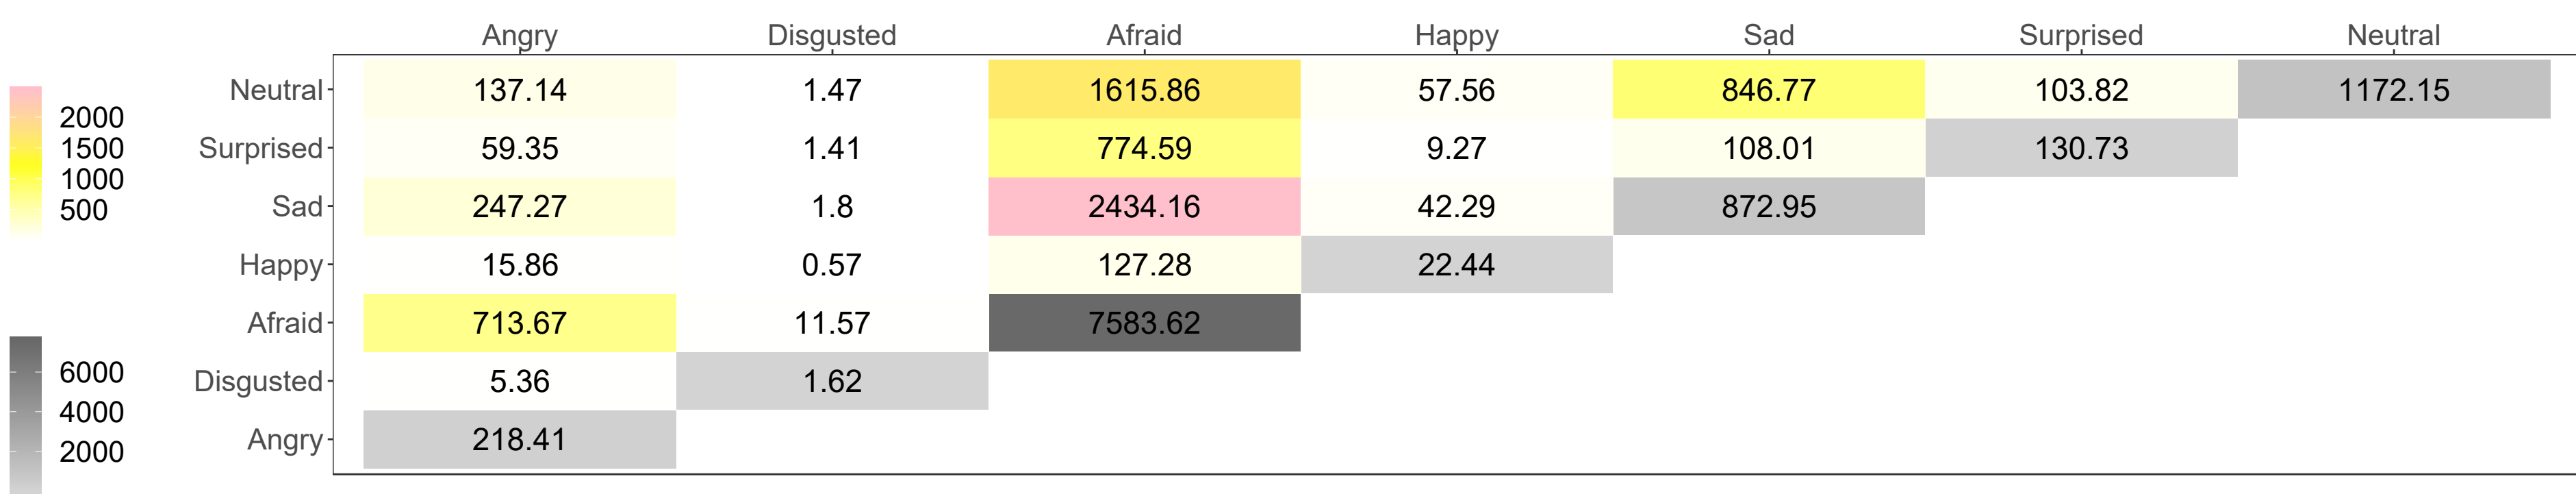 Angry Disgusted Afraid Happy Sad Surprised Neutral
Neutral 137.14 1.47 1615.86 57.56 846.77 103.82 1172.15
Surprised 59.35 1.41 774.59 9.27 108.01 130.73
Sad 247.27 1.8 2434.16 42.29 872.95
Happy 15.86 0.57 127.28 22.44
Afraid 713.67 11.57 7583.62
Disgusted 5.36 1.62
Angry 218.41
2000
1500
1000
500
6000
4000
2000